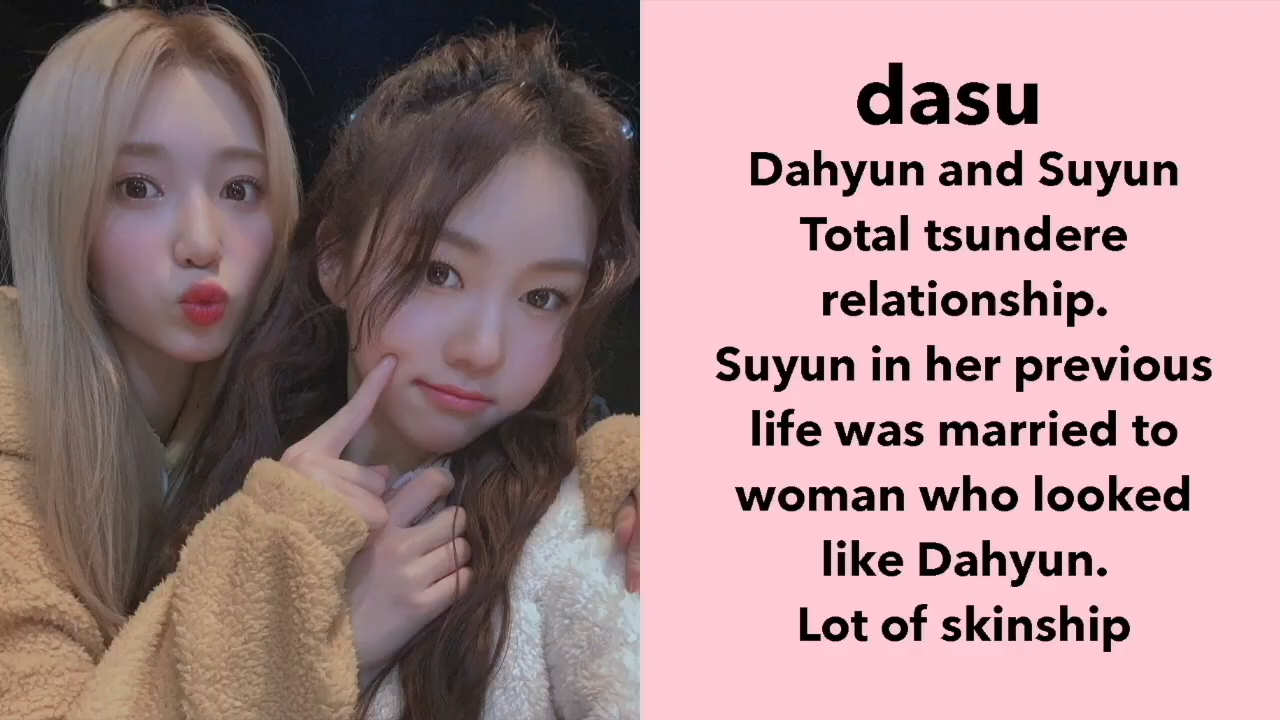 dasu
Dahyun and Suyun
Total tsundere
relationship.
Suyun in her previous
life was married to
woman who looked
like Dahyun.
Lot of skinship